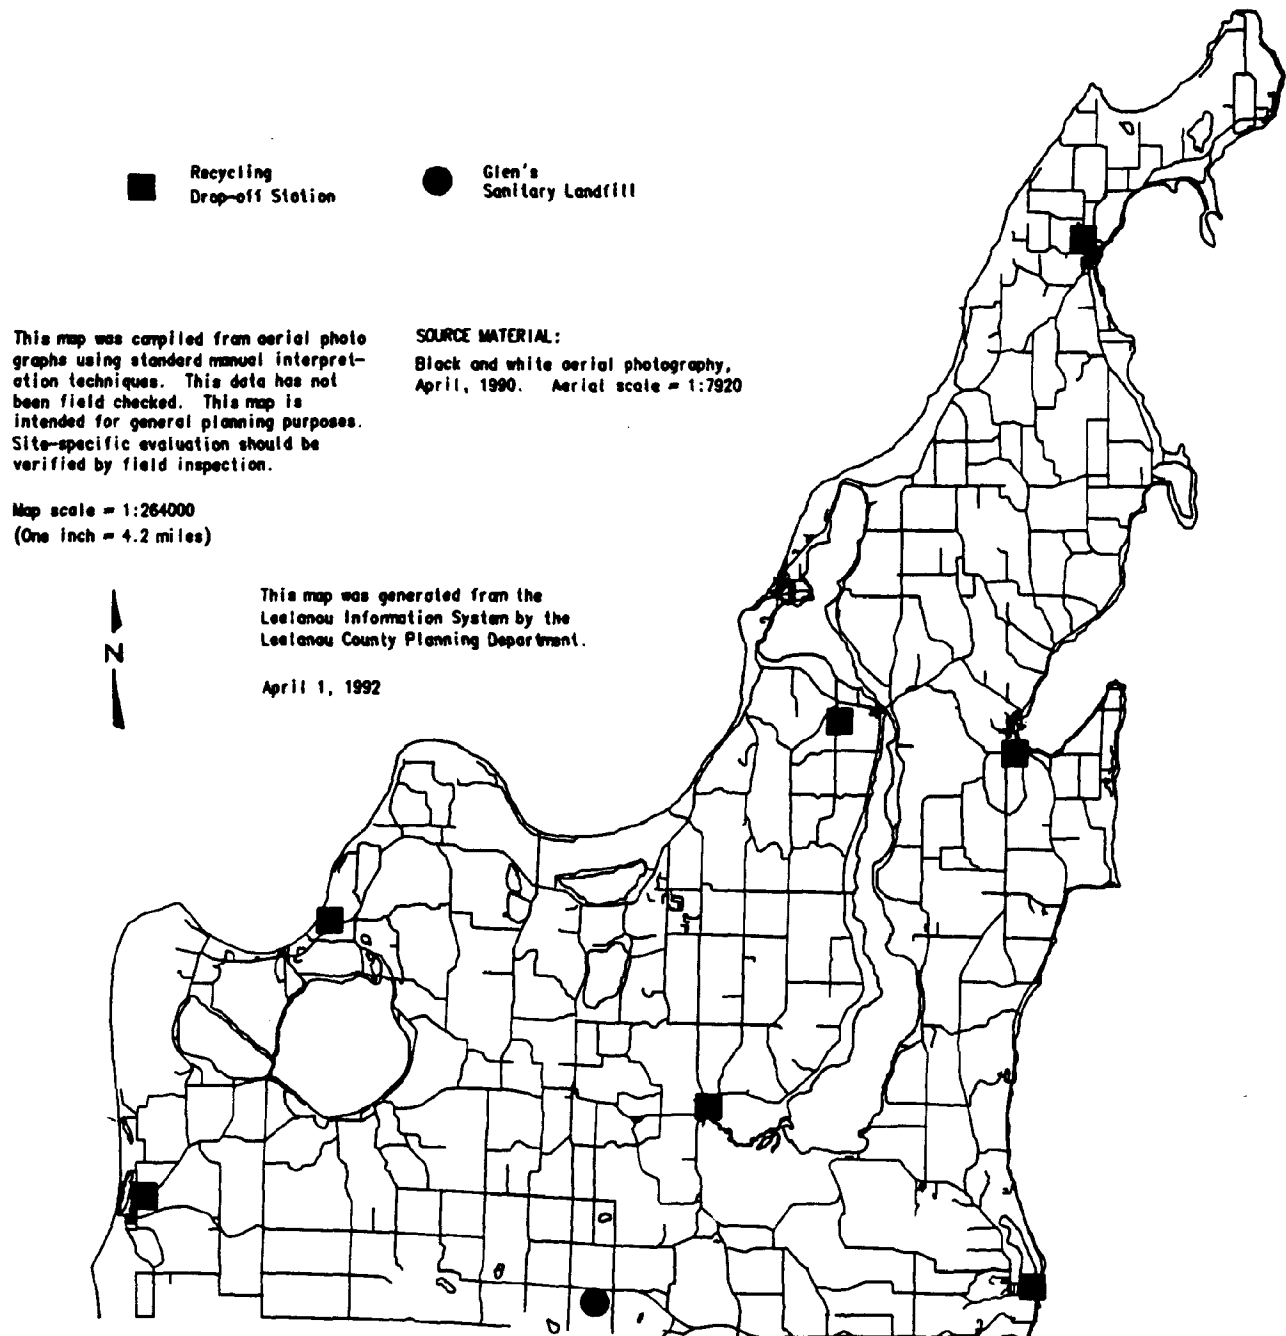 Recycling
Drop-off Station
Glen's
Sanitary Landfill
This map was compiled from aerial photo
graphs using standard manual interpret-
ation techniques. This data has not
been field checked. This map is
intended for general planning purposes.
Site-specific evaluation should be
verified by field inspection.
Map scale = 1:264000
(One inch = 4.2 miles)
SOURCE MATERIAL:
Black and white aerial photography,
April, 1990. Aerial scale = 1:7920
N
This map was generated from the
Leelanau Information System by the
Leelanau County Planning Department.
April 1, 1992